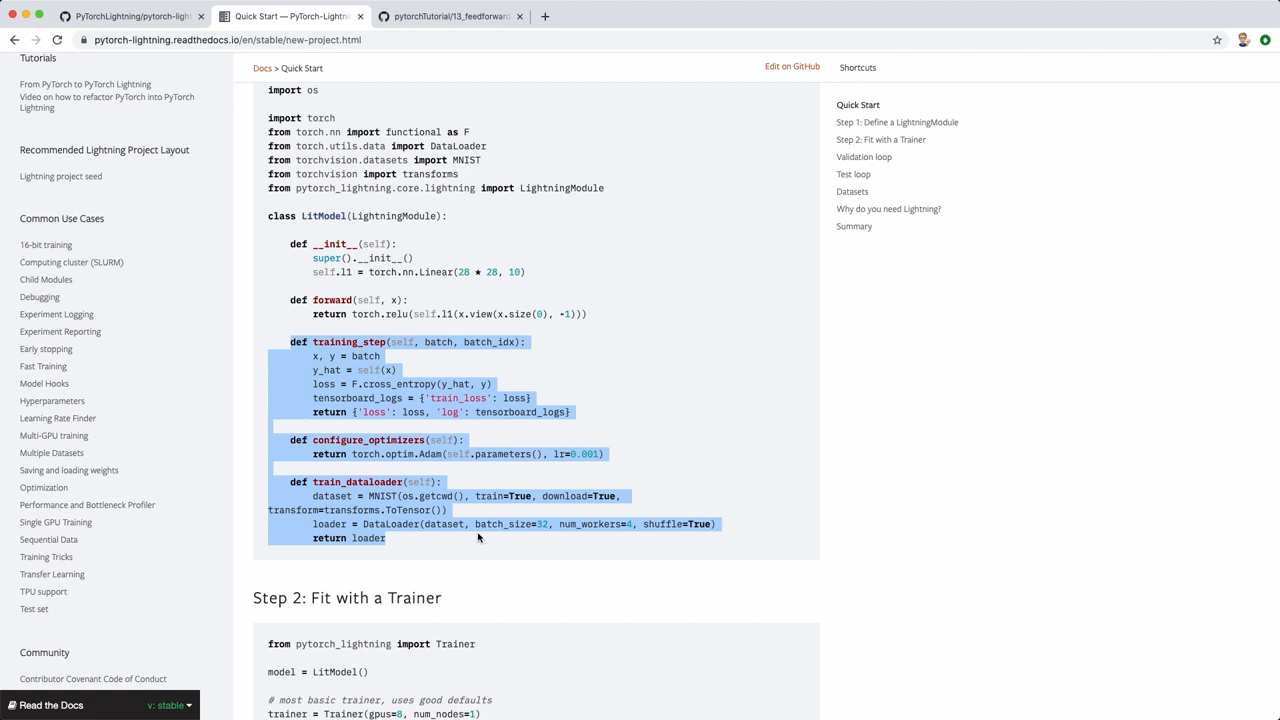 PyTorchLightning/pytorch-light
Quick Start — PyTorch-Lightnin
pytorchTutorial/13_feedforward
pytorch-lightning.readthedocs.io/en/stable/new-project.html
Tutorials
From PyTorch to PyTorch Lightning
Video on how to refactor PyTorch into PyTorch
Lightning
Recommended Lightning Project Layout
Lightning project seed
Common Use Cases
16-bit training
Computing cluster (SLURM)
Child Modules
Debugging
Experiment Logging
Experiment Reporting
Early stopping
Fast Training
Model Hooks
Hyperparameters
Learning Rate Finder
Multi-GPU training
Multiple Datasets
Saving and loading weights
Optimization
Performance and Bottleneck Profiler
Single GPU Training
Sequential Data
Training Tricks
Transfer Learning
TPU support
Test set
Community
Contributor Covenant Code of Conduct
Read the Docs
v: stable
Docs > Quick Start
Edit on GitHub
import os
import torch
from torch.nn import functional as F
from torch.utils.data import DataLoader
from torchvision.datasets import MNIST
from torchvision import transforms
from pytorch_lightning.core.lightning import LightningModule
class LitModel(LightningModule):
def __init__(self):
super().__init__()
self.l1 = torch.nn.Linear(28 * 28, 10)
def forward(self, x):
return torch.relu(self.l1(x.view(x.size(0), -1)))
def training_step(self, batch, batch_idx):
x, y = batch
y_hat = self(x)
loss = F.cross_entropy(y_hat, y)
tensorboard_logs = {'train_loss': loss}
return {'loss': loss, 'log': tensorboard_logs}
def configure_optimizers(self):
return torch.optim.Adam(self.parameters(), lr=0.001)
def train_dataloader(self):
dataset = MNIST(os.getcwd(), train=True, download=True,
transform=transforms.ToTensor())
loader = DataLoader(dataset, batch_size=32, num_workers=4, shuffle=True)
return loader
Step 2: Fit with a Trainer
from pytorch_lightning import Trainer
model = LitModel()
# most basic trainer, uses good defaults
trainer = Trainer(gpus=8, num_nodes=1)
Shortcuts
Quick Start
Step 1: Define a LightningModule
Step 2: Fit with a Trainer
Validation loop
Test loop
Datasets
Why do you need Lightning?
Summary